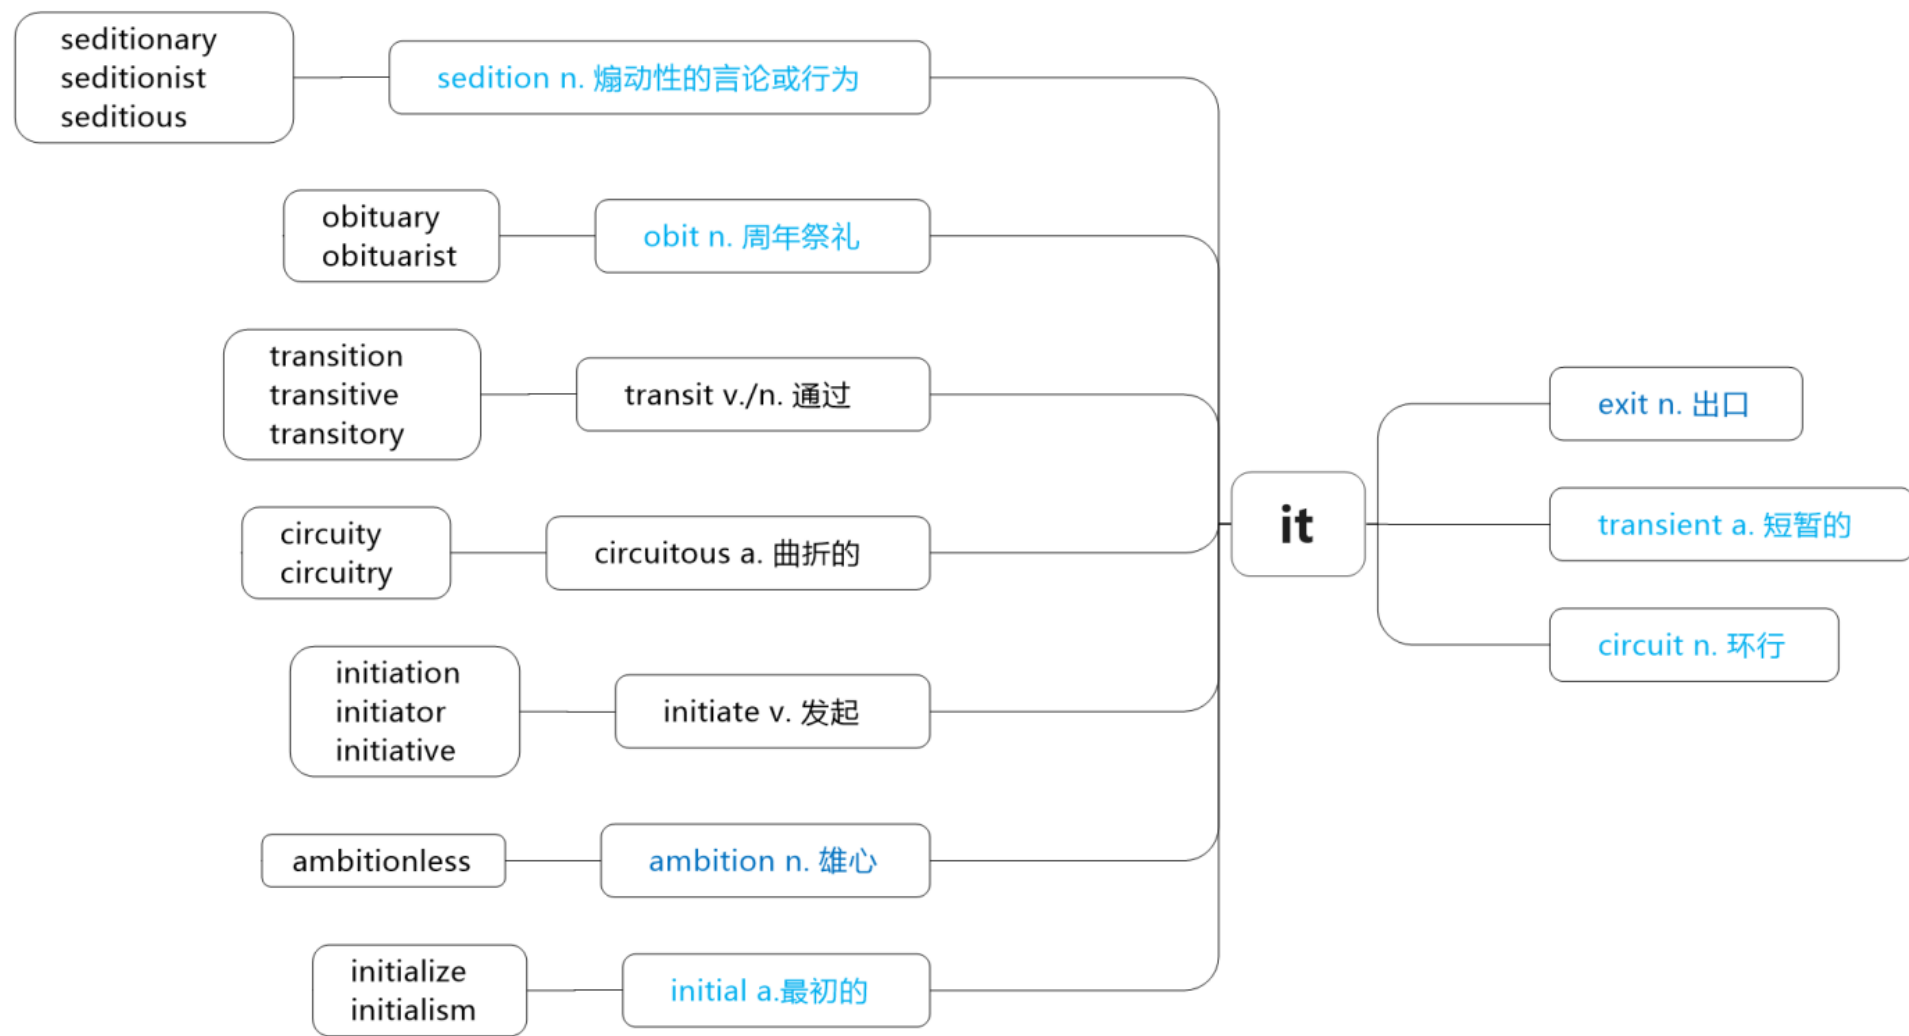 seditionary
seditionist
seditious
sedition n. 煽动性的言论或行为
obituary
obituarist
obit n. 周年祭礼
transition
transitive
transitory
transit v./n. 通过
circuity
circuitry
circuitous a. 曲折的
initiation
initiator
initiative
initiate v. 发起
ambitionless
ambition n. 雄心
initialize
initialism
initial a.最初的
it
exit n. 出口
transient a. 短暂的
circuit n. 环行